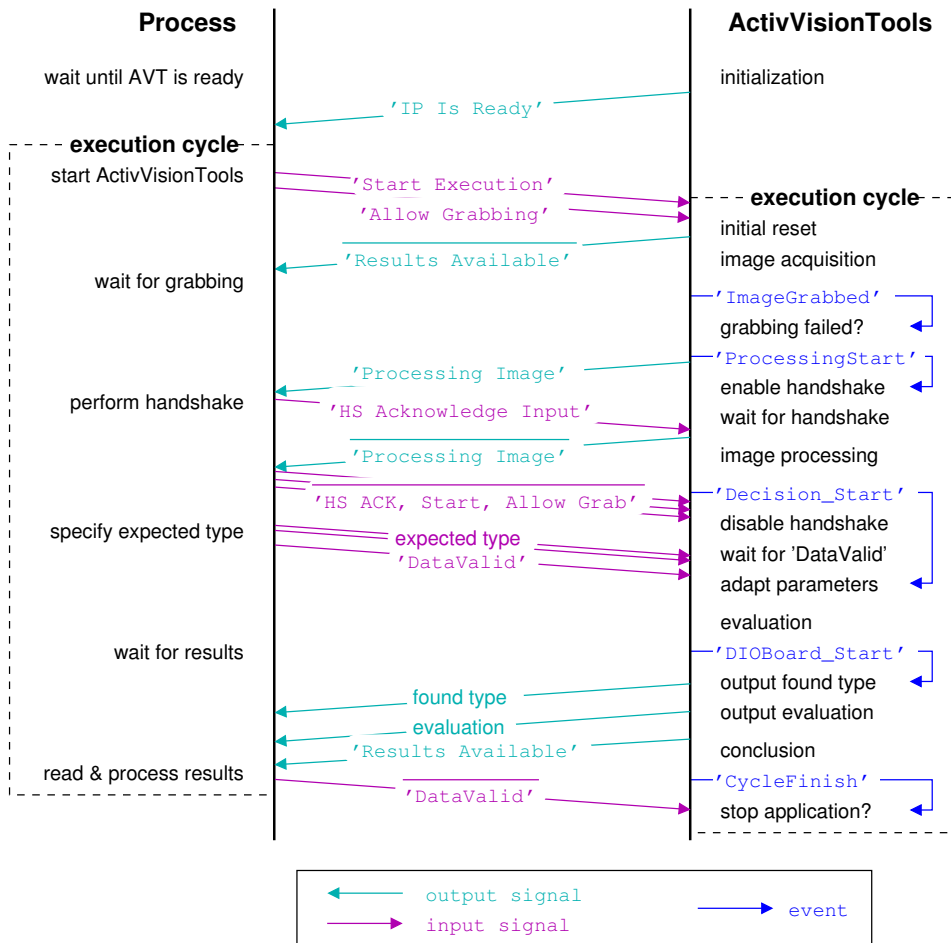 Process
ActivVisionTools
wait until AVT is ready
initialization
'IP Is Ready'
execution cycle
start ActivVisionTools
'Start Execution'
execution cycle
'Allow Grabbing'
initial reset
'Results Available'
image acquisition
wait for grabbing
'ImageGrabbed'
grabbing failed?
'ProcessingStart'
'Processing Image'
enable handshake
perform handshake
'HS Acknowledge Input'
wait for handshake
'Processing Image'
image processing
'HS ACK, Start, Allow Grab'
'Decision_Start'
disable handshake
specify expected type
expected type
wait for 'DataValid'
'DataValid'
adapt parameters
evaluation
wait for results
'DIOBoard_Start'
output found type
found type
output evaluation
evaluation
'Results Available'
conclusion
read & process results
'CycleFinish'
'DataValid'
stop application?
output signal
input signal
event